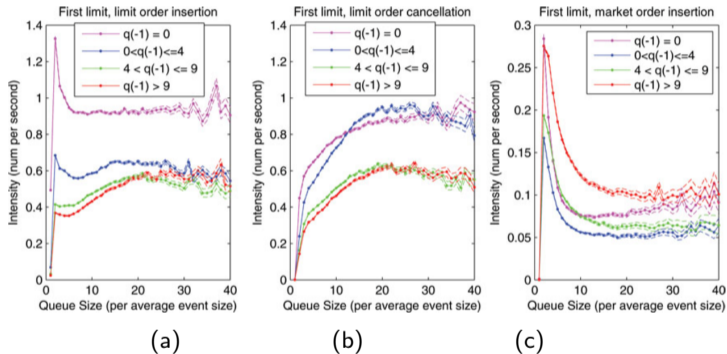 First limit, limit order insertion
1.4
1.2
1
0.8
0.6
0.4
0.2
0
Intensity (num per second)
q(-1) = 0
0<q(-1)<=4
4 < q(-1) <= 9
q(-1) > 9
0 10 20 30 40
Queue Size (per average event size)
(a)
First limit, limit order cancellation
1.4
1.2
1
0.8
0.6
0.4
0.2
0
Intensity (num per second)
q(-1) = 0
0<q(-1)<=4
4 < q(-1) <= 9
q(-1) > 9
0 10 20 30 40
Queue Size (per average event size)
(b)
First limit, market order insertion
0.3
0.25
0.2
0.15
0.1
0.05
0
Intensity (num per second)
q(-1) = 0
0<q(-1)<=4
4 < q(-1) <= 9
q(-1) > 9
0 10 20 30 40
Queue Size (per average event size)
(c)